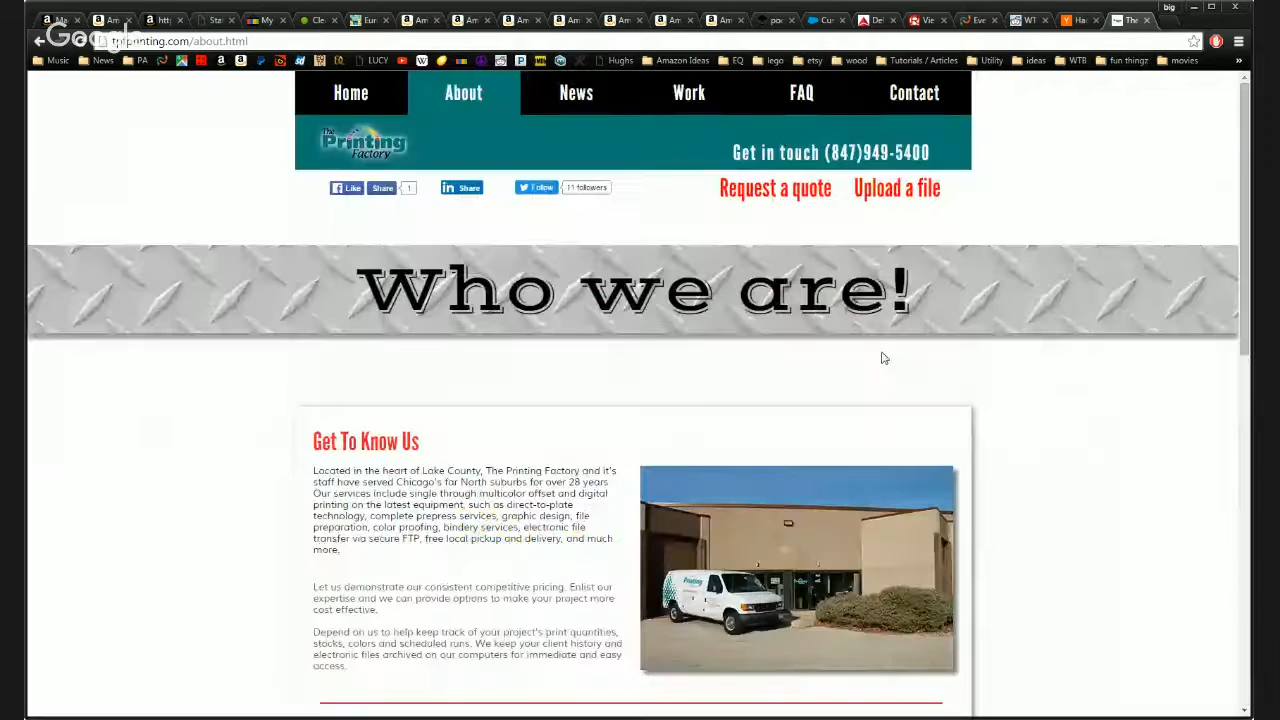 big
Google
tpfprinting.com/about.html
Music News PA LUCY Hughs Amazon Ideas EQ lego etsy wood Tutorials / Articles Utility ideas WTB fun thingz movies »
Home About News Work FAQ Contact
The Printing Factory
Get in touch (847)949-5400
Like Share 1 Share Follow 11 followers
Request a quote Upload a file
Who we are!
Get To Know Us
Located in the heart of Lake County, The Printing Factory and it's
staff have served Chicago's far North suburbs for over 28 years
Our services include single through multicolor offset and digital
printing on the latest equipment, such as direct-to-plate
technology, complete prepress services, graphic design, file
preparation, color proofing, bindery services, electronic file
transfer via secure FTP, free local pickup and delivery, and much
more.
Let us demonstrate our consistent competitive pricing. Enlist our
expertise and we can provide options to make your project more
cost effective.
Depend on us to help keep track of your project's print quantities,
stocks, colors and scheduled runs. We keep your client history and
electronic files archived on our computers for immediate and easy
access.